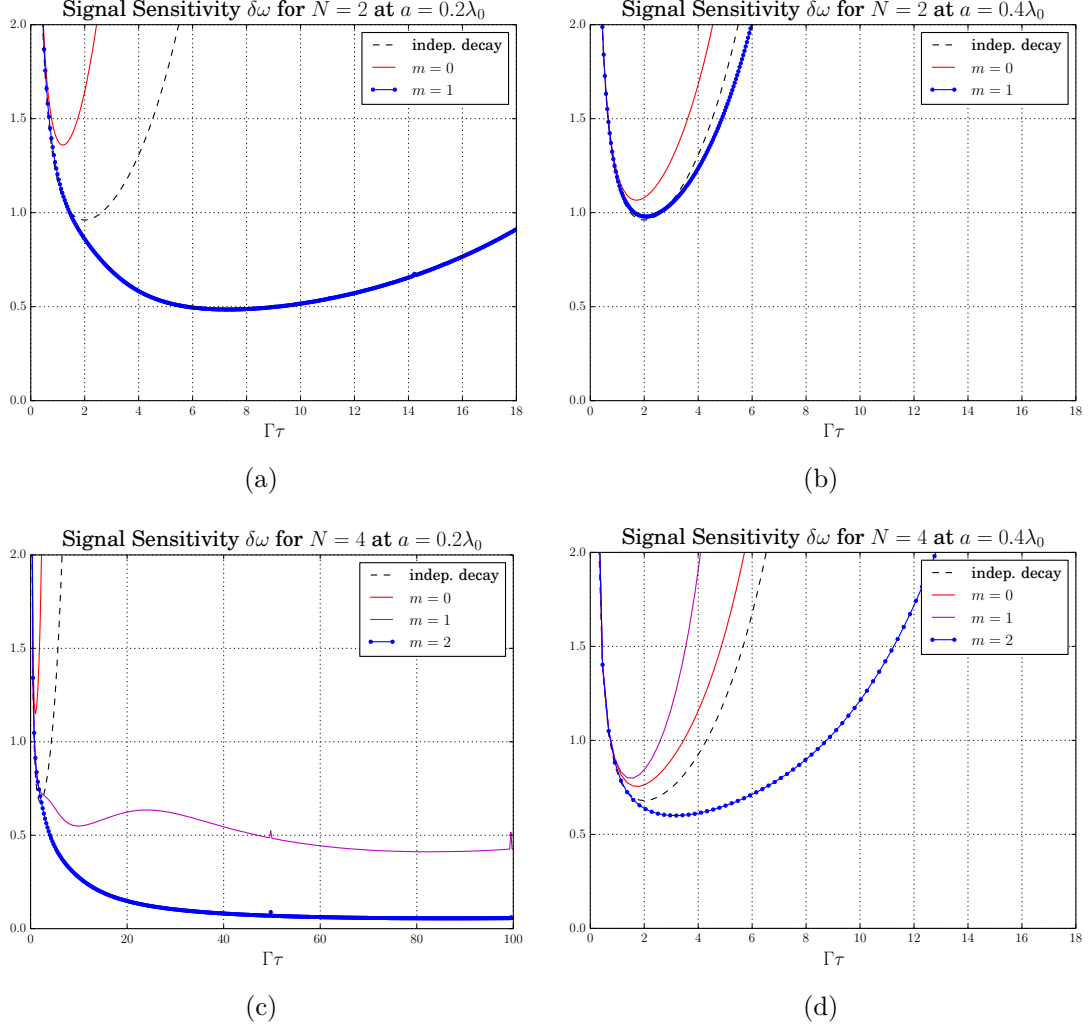 Signal Sensitivity δω for N = 2 at a = 0.2λ₀
2.0
1.5
1.0
0.5
0.0
0 2 4 6 8 10 12 14 16 18
Γτ
indep. decay
m = 0
m = 1
(a)
Signal Sensitivity δω for N = 2 at a = 0.4λ₀
2.0
1.5
1.0
0.5
0.0
0 2 4 6 8 10 12 14 16 18
Γτ
indep. decay
m = 0
m = 1
(b)
Signal Sensitivity δω for N = 4 at a = 0.2λ₀
2.0
1.5
1.0
0.5
0.0
0 20 40 60 80 100
Γτ
indep. decay
m = 0
m = 1
m = 2
(c)
Signal Sensitivity δω for N = 4 at a = 0.4λ₀
2.0
1.5
1.0
0.5
0.0
0 2 4 6 8 10 12 14 16 18
Γτ
indep. decay
m = 0
m = 1
m = 2
(d)